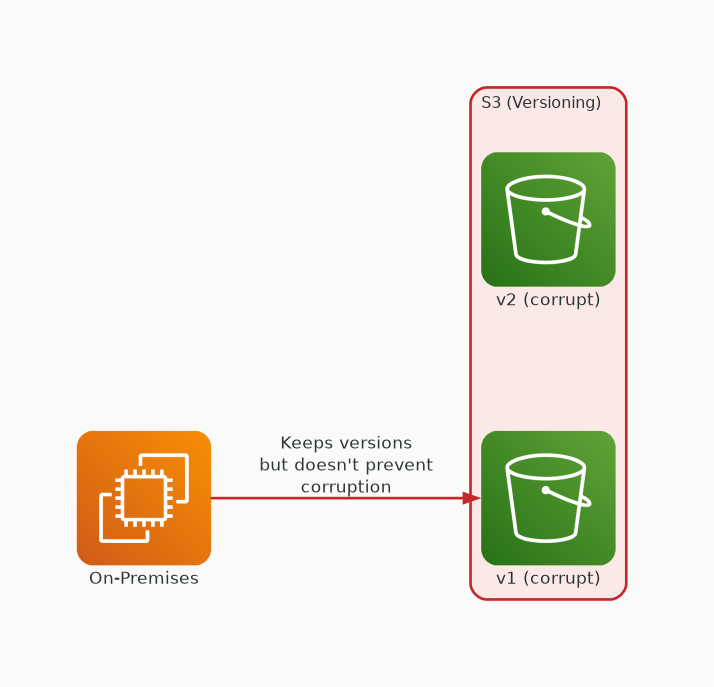 S3 (Versioning)
v2 (corrupt)
Keeps versions
but doesn't prevent
corruption
On-Premises
v1 (corrupt)